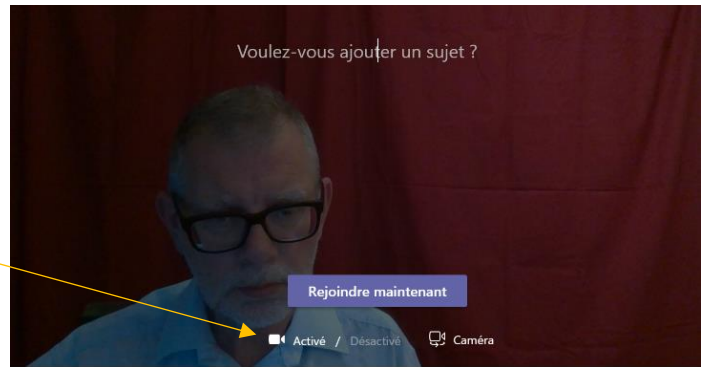 Voulez-vous ajouter un sujet ?
Rejoindre maintenant
Activé / Désactivé Caméra